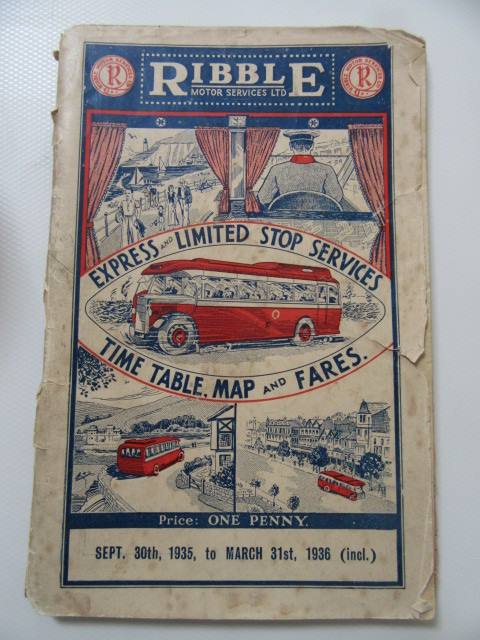 RIBBLE
MOTOR SERVICES LTD
R
R
EXPRESS AND LIMITED STOP SERVICES
TIME TABLE, MAP AND FARES.
Price: ONE PENNY.
SEPT. 30th, 1935, to MARCH 31st, 1936 (incl.)